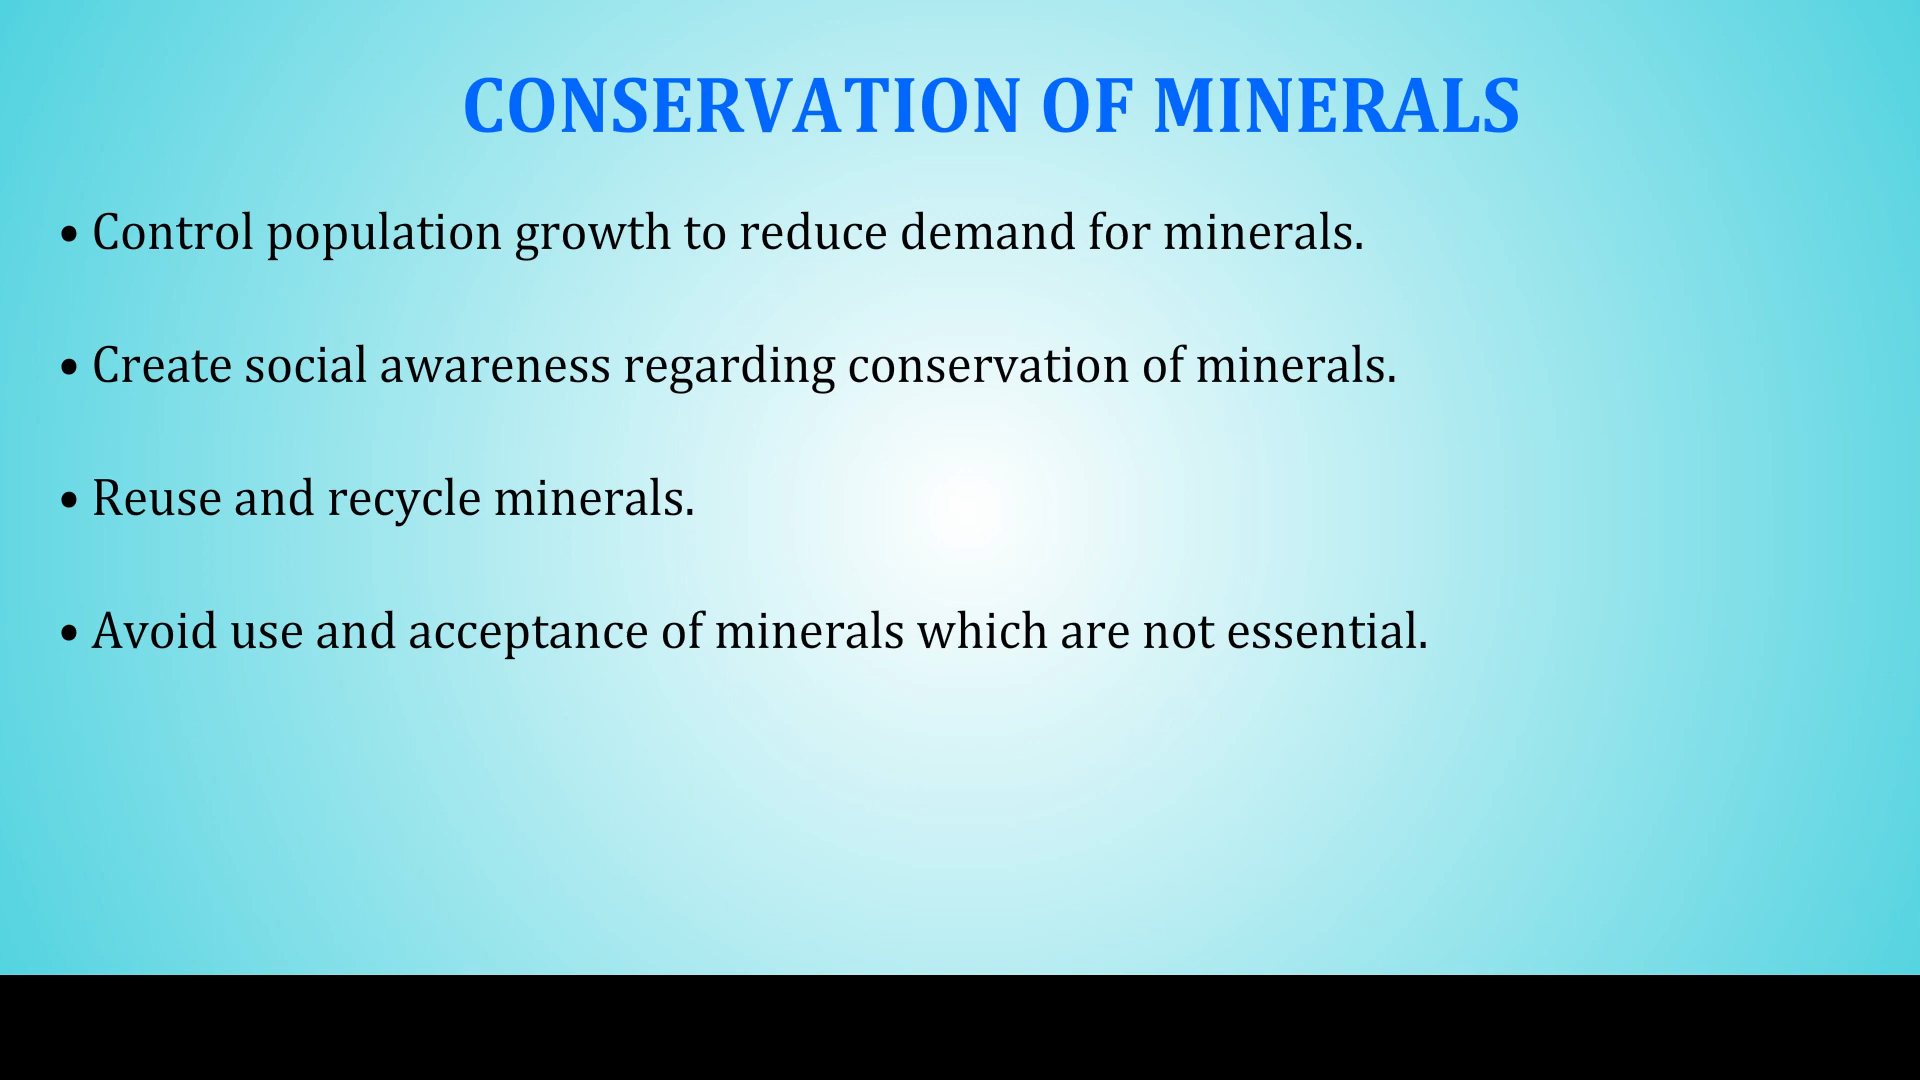 CONSERVATION OF MINERALS
• Control population growth to reduce demand for minerals.
• Create social awareness regarding conservation of minerals.
• Reuse and recycle minerals.
• Avoid use and acceptance of minerals which are not essential.